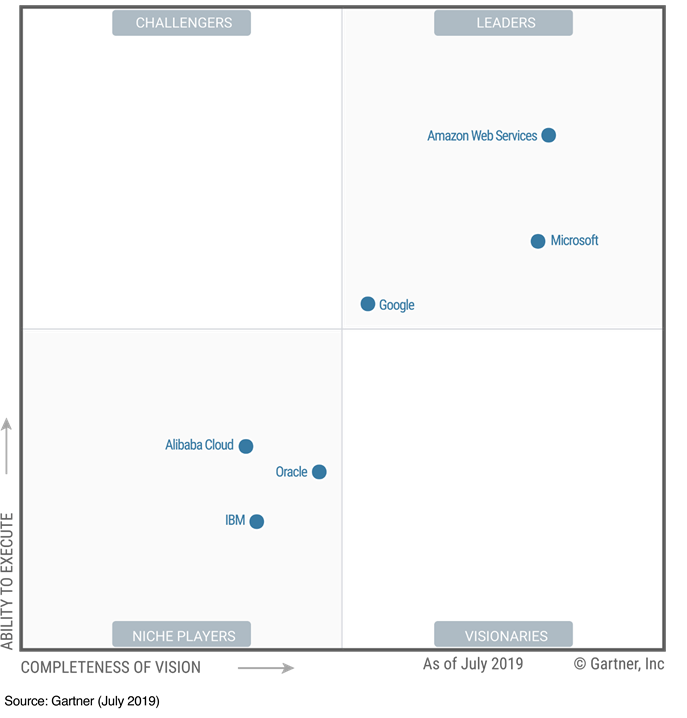 CHALLENGERS
LEADERS
Amazon Web Services
Microsoft
Google
Alibaba Cloud
Oracle
IBM
NICHE PLAYERS
VISIONARIES
ABILITY TO EXECUTE
COMPLETENESS OF VISION
As of July 2019
© Gartner, Inc
Source: Gartner (July 2019)